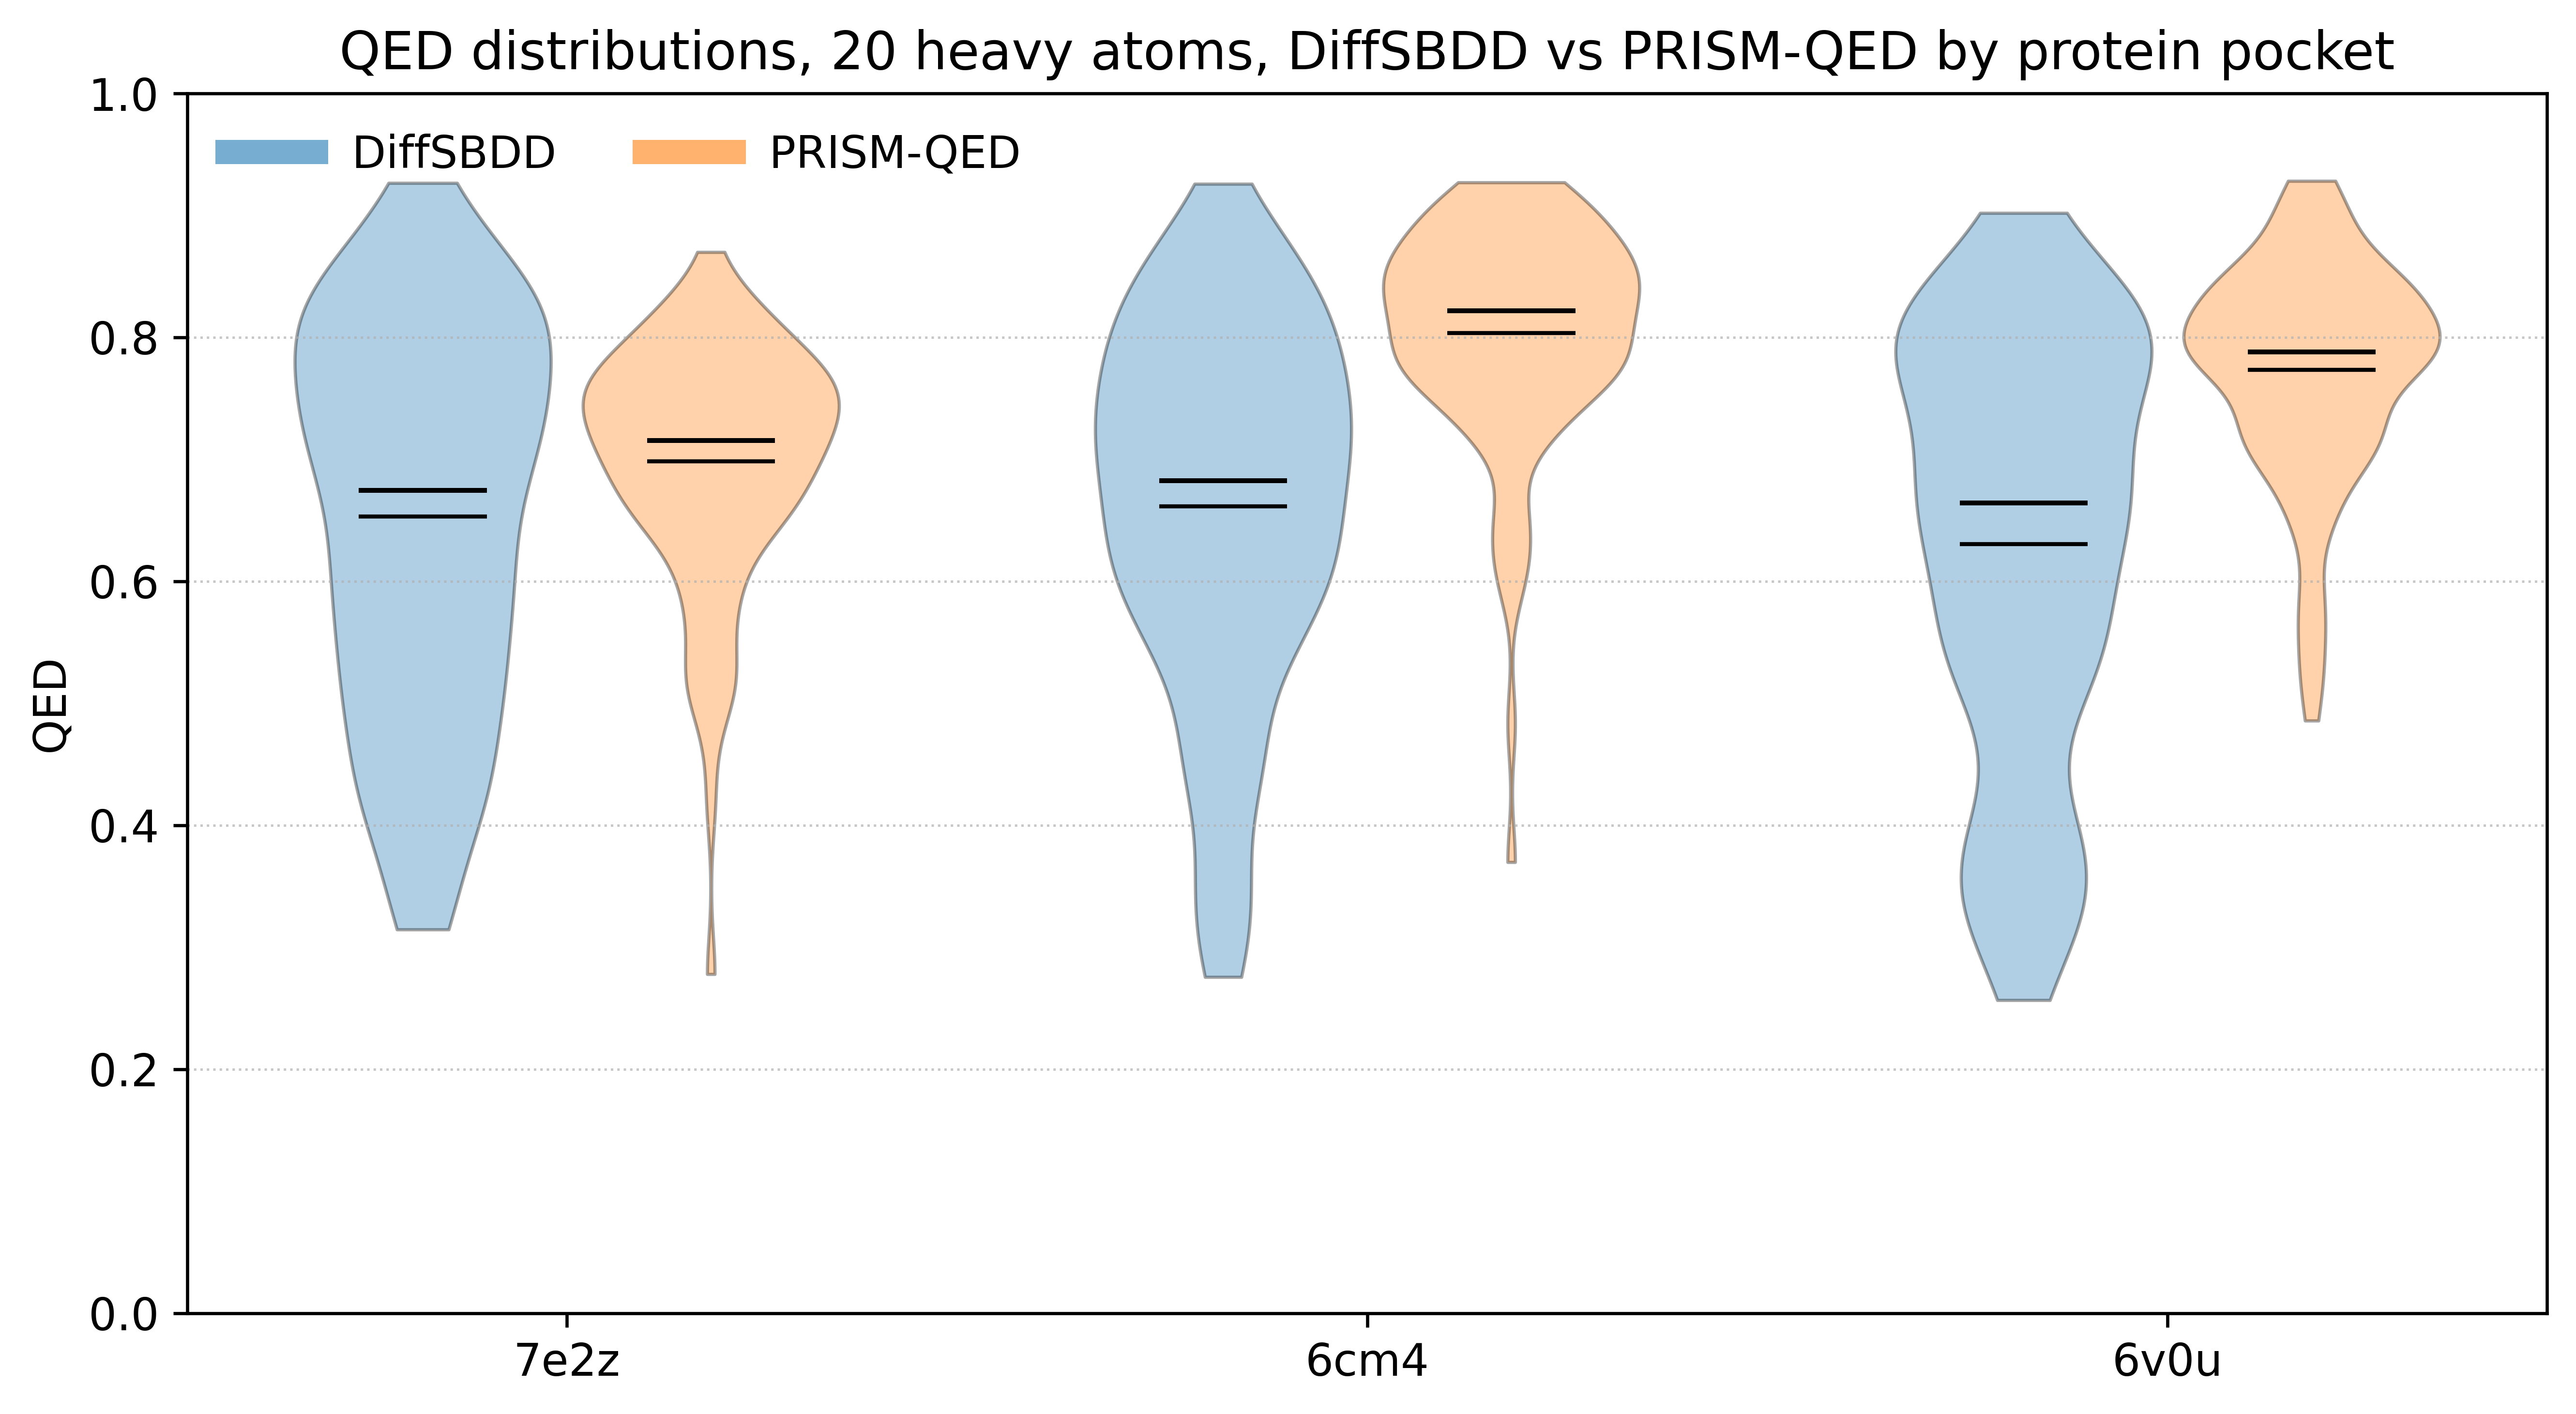 QED distributions, 20 heavy atoms, DiffSBDD vs PRISM-QED by protein pocket
DiffSBDD
PRISM-QED
QED
1.0
0.8
0.6
0.4
0.2
0.0
7e2z
6cm4
6v0u